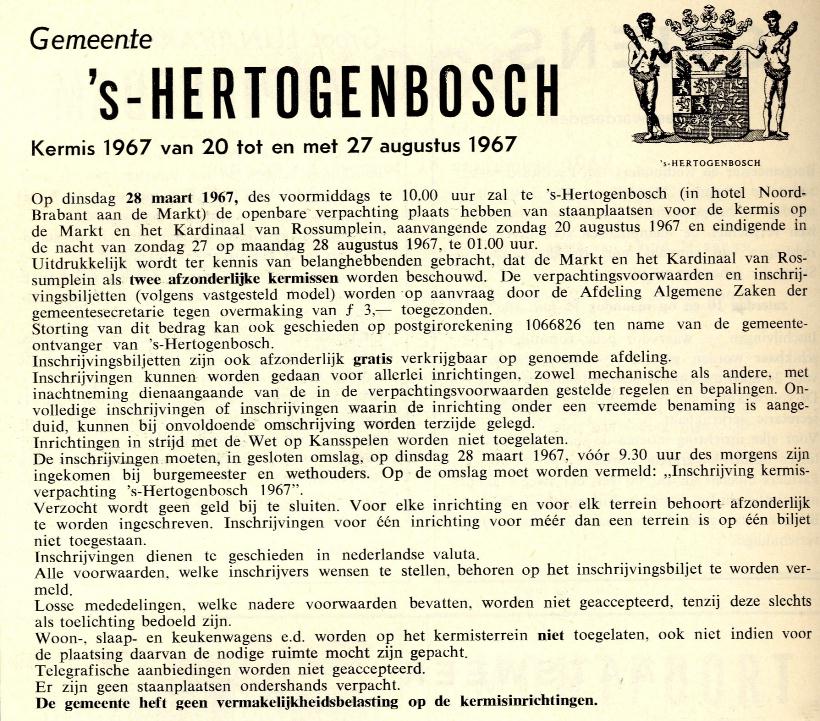 Gemeente
's-HERTOGENBOSCH
Kermis 1967 van 20 tot en met 27 augustus 1967
's-HERTOGENBOSCH
Op dinsdag 28 maart 1967, des voormiddags te 10.00 uur zal te 's-Hertogenbosch (in hotel Noord-
Brabant aan de Markt) de openbare verpachting plaats hebben van staanplaatsen voor de kermis op
de Markt en het Kardinaal van Rossumplein, aanvangende zondag 20 augustus 1967 en eindigende in
de nacht van zondag 27 op maandag 28 augustus 1967, te 01.00 uur.
Uitdrukkelijk wordt ter kennis van belanghebbenden gebracht, dat de Markt en het Kardinaal van Ros-
sumplein als twee afzonderlijke kermissen worden beschouwd. De verpachtingsvoorwaarden en inschrij-
vingsbiljetten (volgens vastgesteld model) worden op aanvraag door de Afdeling Algemene Zaken der
gemeentesecretarie tegen overmaking van ƒ 3,— toegezonden.
Storting van dit bedrag kan ook geschieden op postgirorekening 1066826 ten name van de gemeente-
ontvanger van 's-Hertogenbosch.
Inschrijvingsbiljetten zijn ook afzonderlijk gratis verkrijgbaar op genoemde afdeling.
Inschrijvingen kunnen worden gedaan voor allerlei inrichtingen, zowel mechanische als andere, met
inachtneming dienaangaande van de in de verpachtingsvoorwaarden gestelde regelen en bepalingen. On-
volledige inschrijvingen of inschrijvingen waarin de inrichting onder een vreemde benaming is aange-
duid, kunnen bij onvoldoende omschrijving worden terzijde gelegd.
Inrichtingen in strijd met de Wet op Kansspelen worden niet toegelaten.
De inschrijvingen moeten, in gesloten omslag, op dinsdag 28 maart 1967, vóór 9.30 uur des morgens zijn
ingekomen bij burgemeester en wethouders. Op de omslag moet worden vermeld: „Inschrijving kermis-
verpachting 's-Hertogenbosch 1967”.
Verzocht wordt geen geld bij te sluiten. Voor elke inrichting en voor elk terrein behoort afzonderlijk
te worden ingeschreven. Inschrijvingen voor één inrichting voor méér dan een terrein is op één biljet
niet toegestaan.
Inschrijvingen dienen te geschieden in nederlandse valuta.
Alle voorwaarden, welke inschrijvers wensen te stellen, behoren op het inschrijvingsbiljet te worden ver-
meld.
Losse mededelingen, welke nadere voorwaarden bevatten, worden niet geaccepteerd, tenzij deze slechts
als toelichting bedoeld zijn.
Woon-, slaap- en keukenwagens e.d. worden op het kermisterrein niet toegelaten, ook niet indien voor
de plaatsing daarvan de nodige ruimte mocht zijn gepacht.
Telegrafische aanbiedingen worden niet geaccepteerd.
Er zijn geen staanplaatsen ondershands verpacht.
De gemeente heft geen vermakelijkheidsbelasting op de kermisinrichtingen.